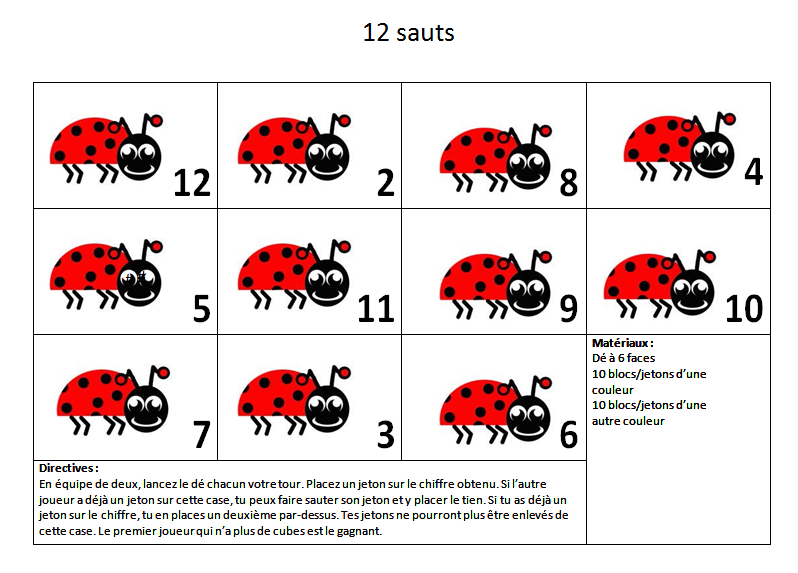 12 sauts
12 2 8 4
5 11 9 10
7 3 6
Matériaux :
Dé à 6 faces
10 blocs/jetons d'une
couleur
10 blocs/jetons d'une
autre couleur
Directives :
En équipe de deux, lancez le dé chacun votre tour. Placez un jeton sur le chiffre obtenu. Si l'autre
joueur a déjà un jeton sur cette case, tu peux faire sauter son jeton et y placer le tien. Si tu as déjà un
jeton sur le chiffre, tu en places un deuxième par-dessus. Tes jetons ne pourront plus être enlevés de
cette case. Le premier joueur qui n'a plus de cubes est le gagnant.